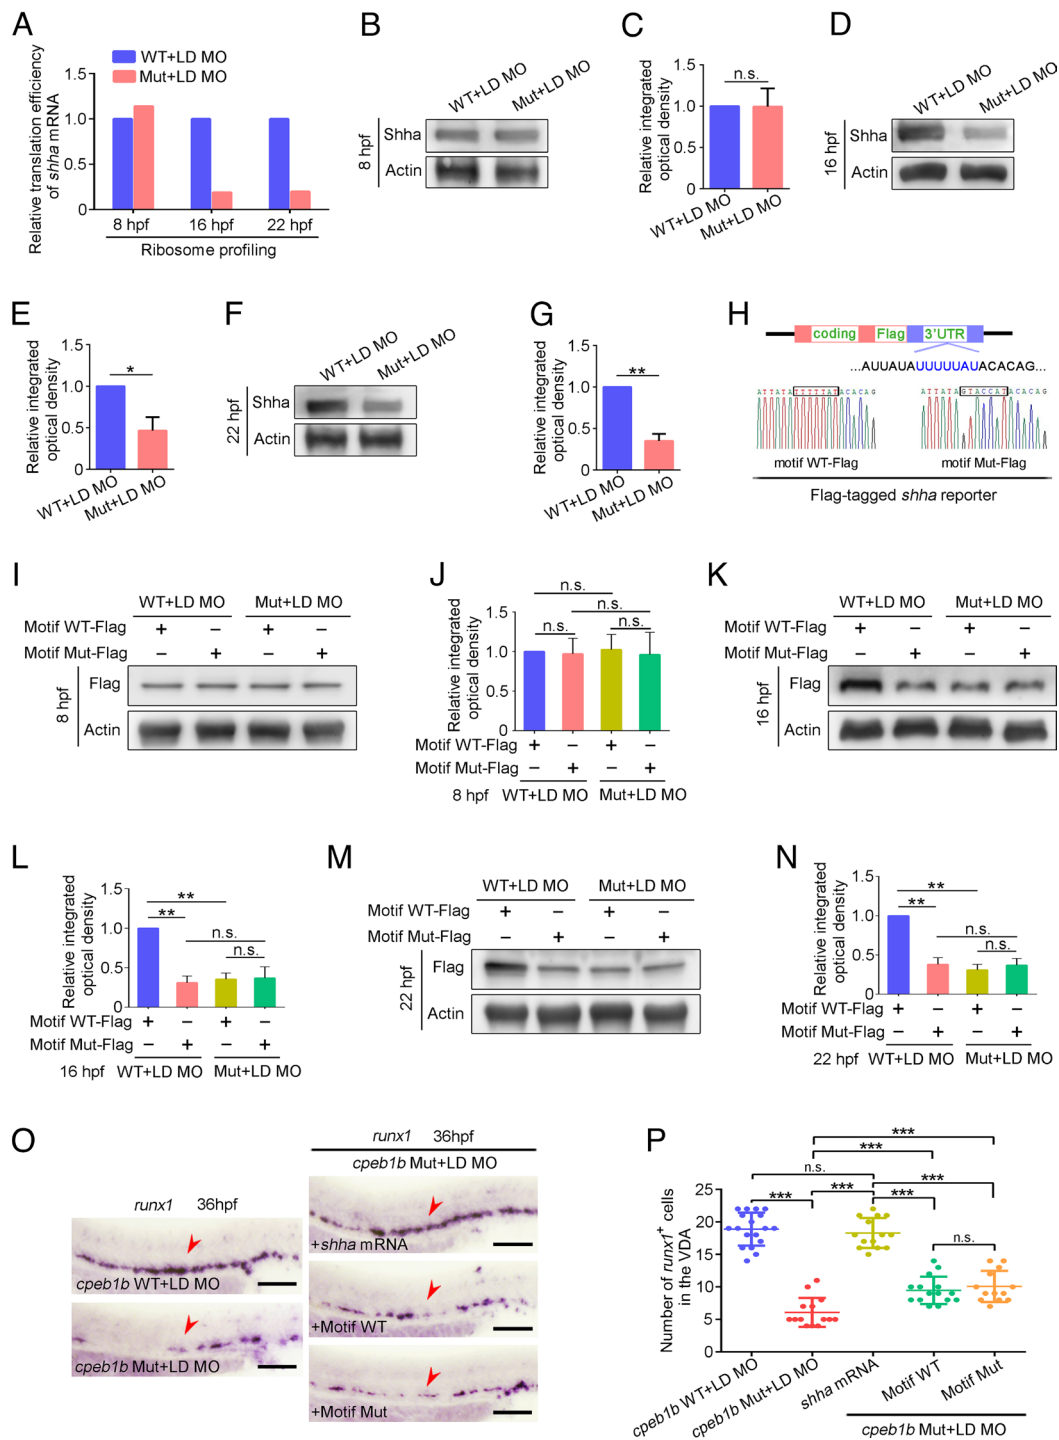 A
WT+LD MO
Mut+LD MO
Relative translation efficiency
of shha mRNA
1.5
1.0
0.5
0
8 hpf 16 hpf 22 hpf
Ribosome profiling
B
WT+LD MO
Mut+LD MO
8 hpf
Shha
Actin
C
Relative integrated
optical density
1.5
1.0
0.5
0
n.s.
WT+LD MO
Mut+LD MO
D
WT+LD MO
Mut+LD MO
16 hpf
Shha
Actin
E
Relative integrated
optical density
1.5
1.0
0.5
0
*
WT+LD MO
Mut+LD MO
F
WT+LD MO
Mut+LD MO
22 hpf
Shha
Actin
G
Relative integrated
optical density
1.5
1.0
0.5
0
**
WT+LD MO
Mut+LD MO
H
coding Flag 3'UTR
...AUUAUAUUUUUAUACACAG...
ATTATATTTTTATACACAG
ATTATAGTACCATACACAG
motif WT-Flag
motif Mut-Flag
Flag-tagged shha reporter
I
WT+LD MO Mut+LD MO
Motif WT-Flag + – + –
Motif Mut-Flag – + – +
8 hpf
Flag
Actin
J
Relative integrated
optical density
1.5
1.0
0.5
0
n.s.
n.s.
n.s. n.s.
Motif WT-Flag + – + –
Motif Mut-Flag – + – +
8 hpf WT+LD MO Mut+LD MO
K
WT+LD MO Mut+LD MO
Motif WT-Flag + – + –
Motif Mut-Flag – + – +
16 hpf
Flag
Actin
L
Relative integrated
optical density
1.5
1.0
0.5
0
**
**
n.s.
n.s.
Motif WT-Flag + – + –
Motif Mut-Flag – + – +
16 hpf WT+LD MO Mut+LD MO
M
WT+LD MO Mut+LD MO
Motif WT-Flag + – + –
Motif Mut-Flag – + – +
22 hpf
Flag
Actin
N
Relative integrated
optical density
1.5
1.0
0.5
0
**
**
n.s.
n.s.
Motif WT-Flag + – + –
Motif Mut-Flag – + – +
22 hpf WT+LD MO Mut+LD MO
O
runx1 36hpf
cpeb1b WT+LD MO
cpeb1b Mut+LD MO
runx1 36hpf
cpeb1b Mut+LD MO
+shha mRNA
+Motif WT
+Motif Mut
P
Number of runx1+ cells
in the VDA
25
20
15
10
5
0
***
***
n.s.
***
*** *** ***
n.s.
cpeb1b WT+LD MO
cpeb1b Mut+LD MO
shha mRNA
Motif WT
Motif Mut
cpeb1b Mut+LD MO